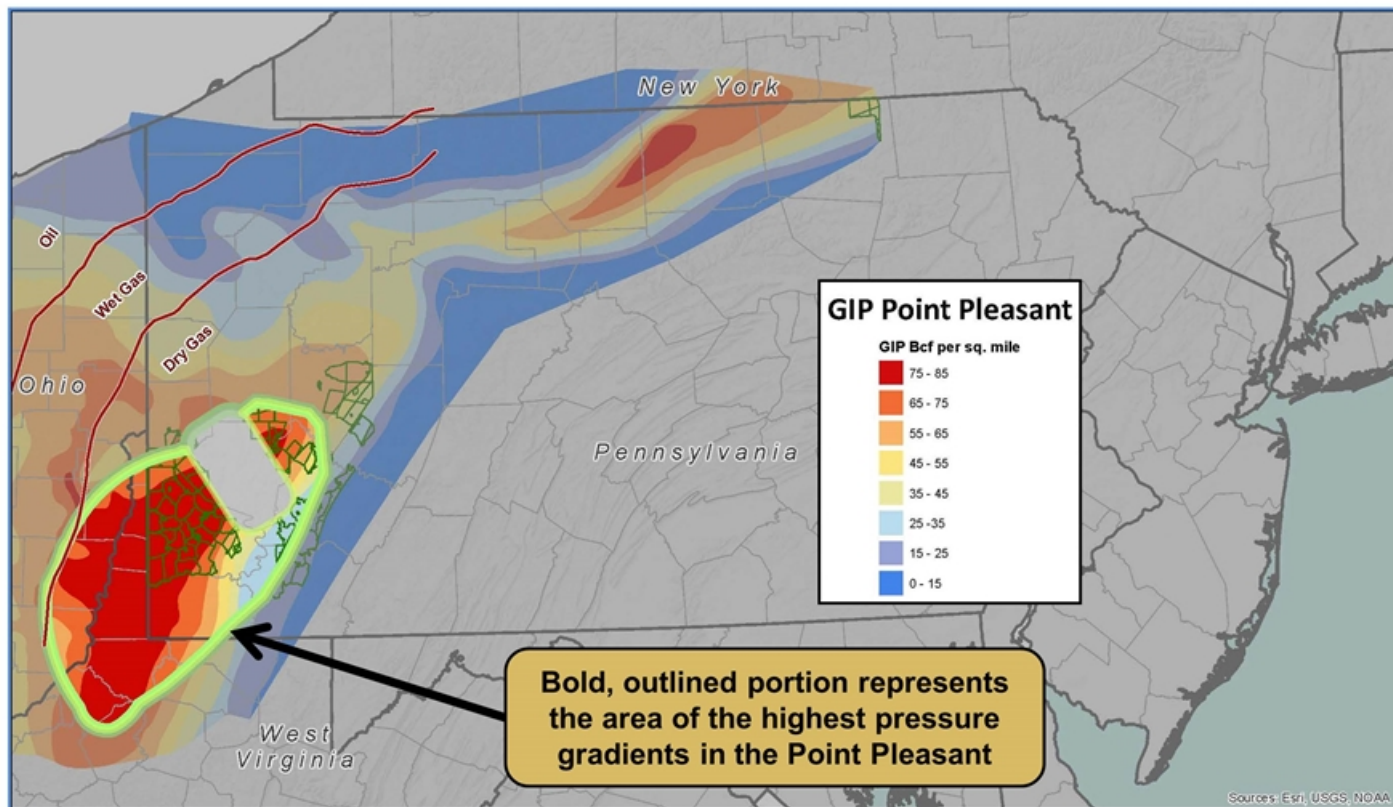 New York
Oil
Wet Gas
Dry Gas
Ohio
Pennsylvania
GIP Point Pleasant
GIP Bcf per sq. mile
75 - 85
65 - 75
55 - 65
45 - 55
35 - 45
25 -35
15 - 25
0 - 15
Bold, outlined portion represents
the area of the highest pressure
gradients in the Point Pleasant
West
Virginia
Sources: Esri, USGS, NOAA